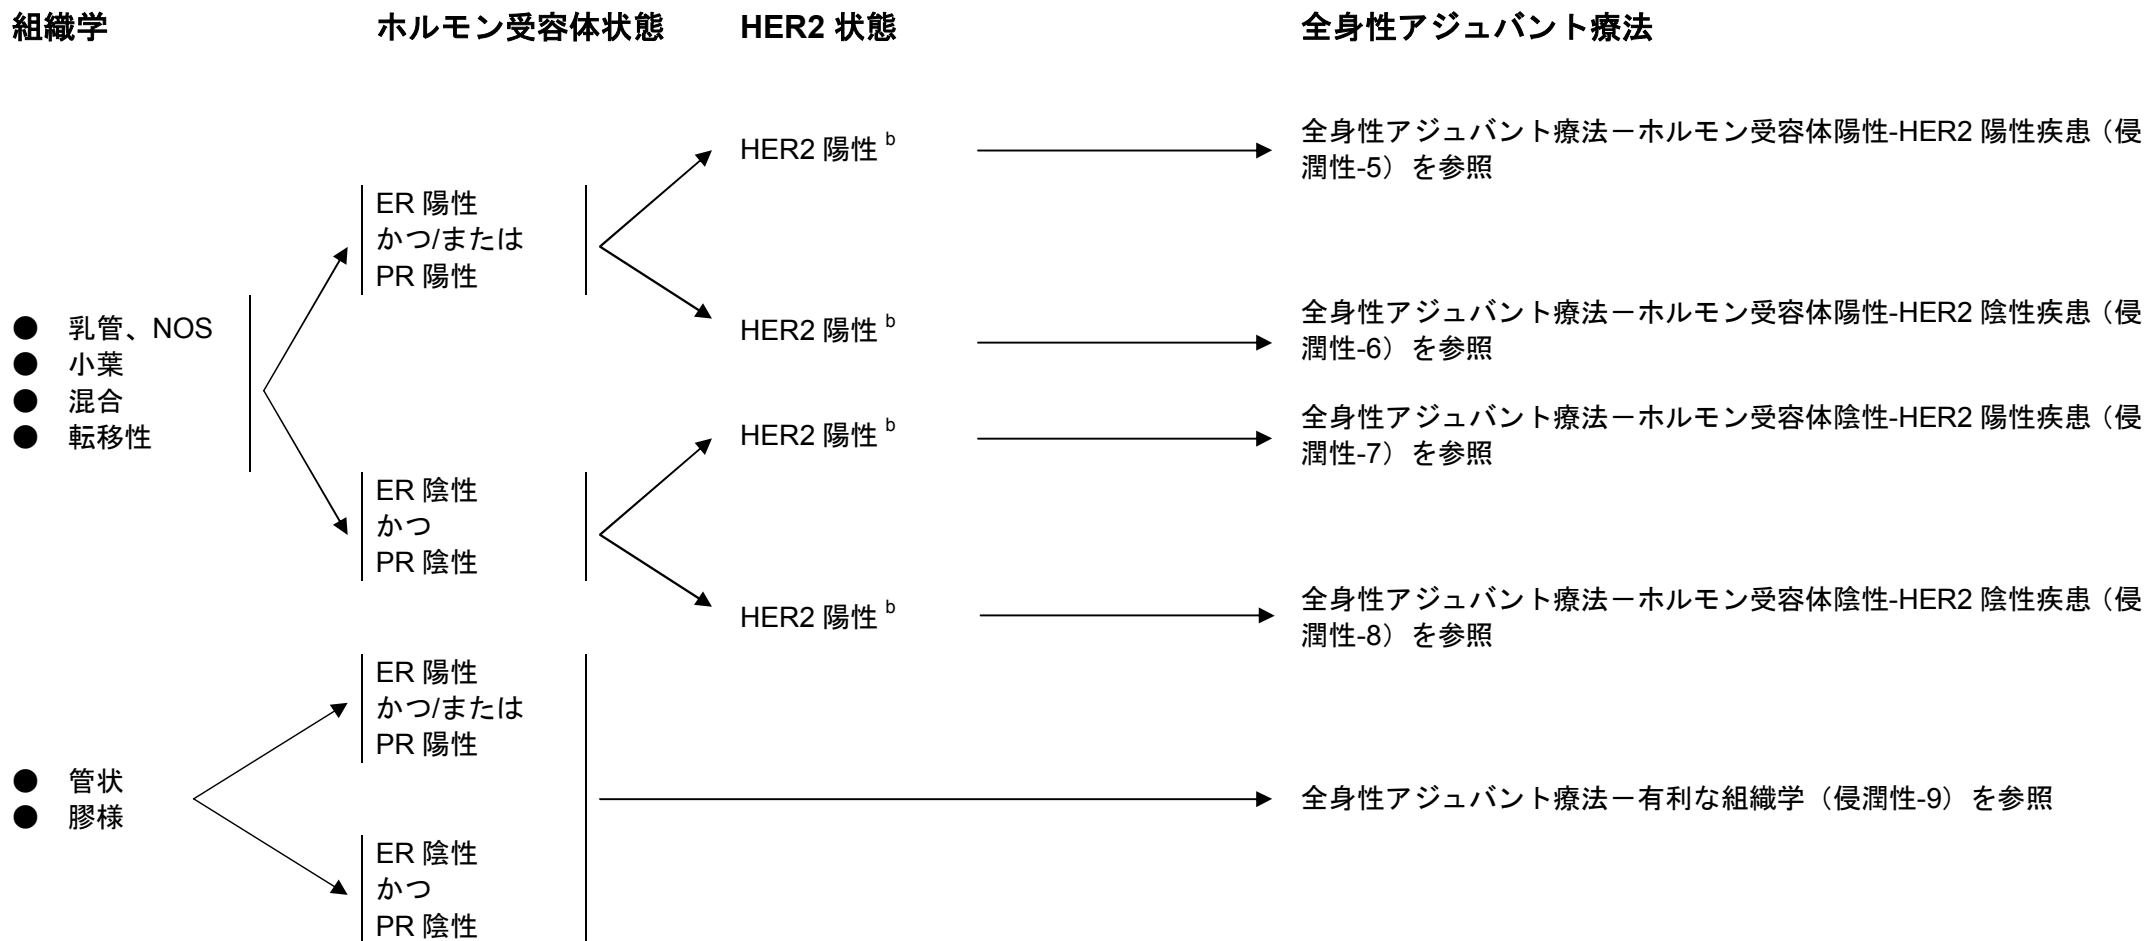 組織学
ホルモン受容体状態
HER2 状態
全身性アジュバント療法
● 乳管、NOS
● 小葉
● 混合
● 転移性
ER 陽性
かつ/または
PR 陽性
HER2 陽性 b
全身性アジュバント療法－ホルモン受容体陽性-HER2 陽性疾患（侵
潤性-5）を参照
HER2 陽性 b
全身性アジュバント療法－ホルモン受容体陽性-HER2 陰性疾患（侵
潤性-6）を参照
ER 陰性
かつ
PR 陰性
HER2 陽性 b
全身性アジュバント療法－ホルモン受容体陰性-HER2 陽性疾患（侵
潤性-7）を参照
HER2 陽性 b
全身性アジュバント療法－ホルモン受容体陰性-HER2 陰性疾患（侵
潤性-8）を参照
● 管状
● 膠様
ER 陽性
かつ/または
PR 陽性
ER 陰性
かつ
PR 陰性
全身性アジュバント療法－有利な組織学（侵潤性-9）を参照